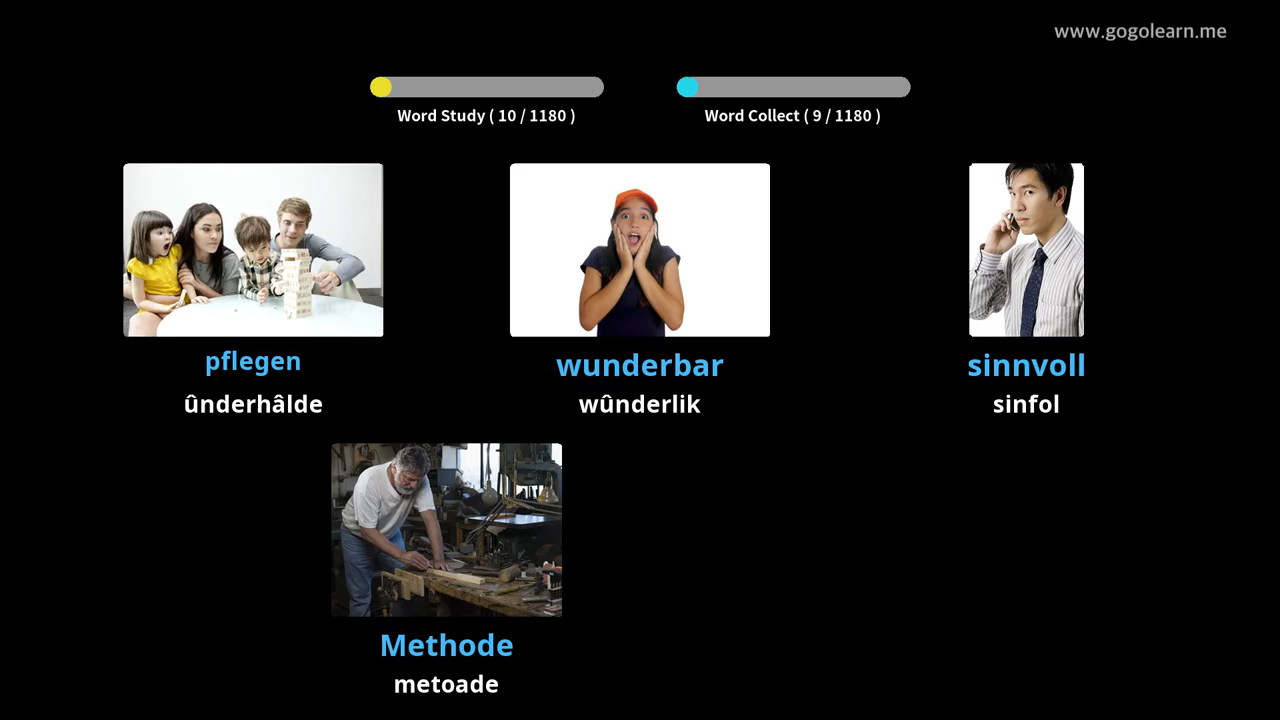 www.gogolearn.me
Word Study ( 10 / 1180 )
Word Collect ( 9 / 1180 )
pflegen
ûnderhâlde
wunderbar
wûnderlik
sinnvoll
sinfol
Methode
metoade